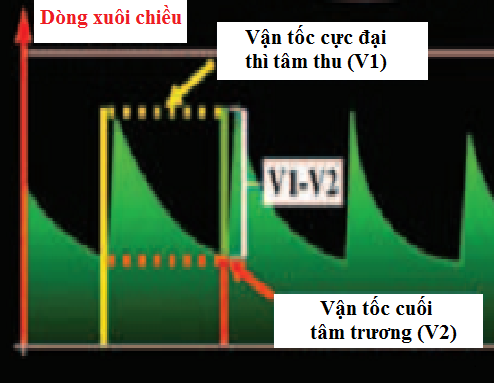 Dòng xuôi chiều
Vận tốc cực đại
thì tâm thu (V1)
V1-V2
Vận tốc cuối
tâm trương (V2)